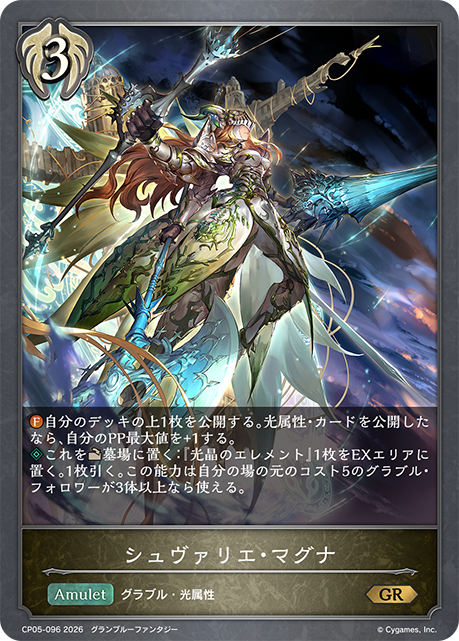 3
自分のデッキの上1枚を公開する。光属性・カードを公開した
なら、自分のPP最大値を+1する。
これを墓場に置く：『光晶のエレメント』1枚をEXエリアに
置く。1枚引く。この能力は自分の場の元のコスト5のグラブル・
フォロワーが3体以上なら使える。
シュヴァリエ・マグナ
Amulet グラブル・光属性 GR
CP05-096 2026 グランブルーファンタジー © Cygames, Inc.